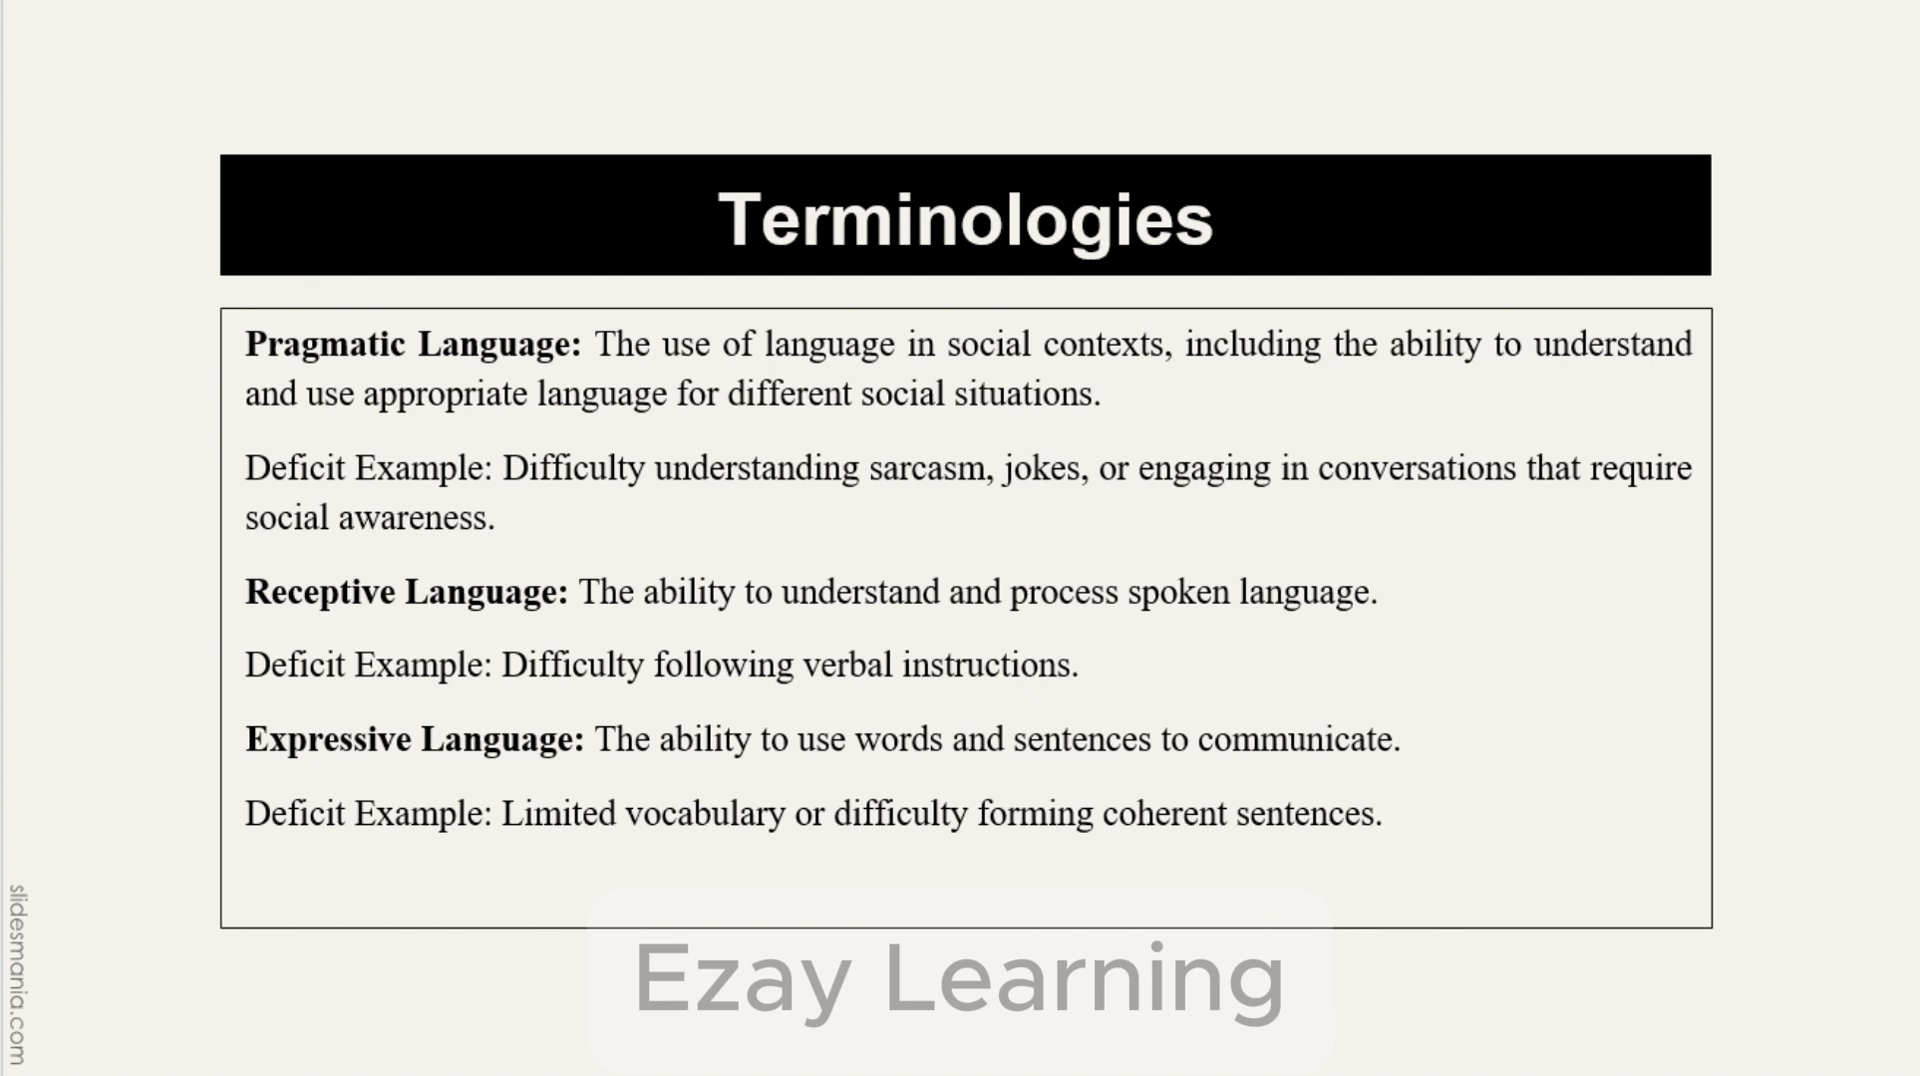 Terminologies
Pragmatic Language: The use of language in social contexts, including the ability to understand
and use appropriate language for different social situations.
Deficit Example: Difficulty understanding sarcasm, jokes, or engaging in conversations that require
social awareness.
Receptive Language: The ability to understand and process spoken language.
Deficit Example: Difficulty following verbal instructions.
Expressive Language: The ability to use words and sentences to communicate.
Deficit Example: Limited vocabulary or difficulty forming coherent sentences.
Ezay Learning
slidesmania.com